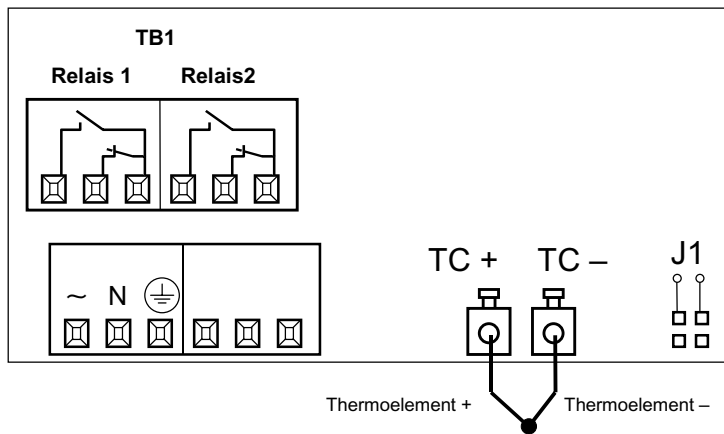 TB1
Relais 1 Relais2
TC + TC – J1
~ N
Thermoelement + Thermoelement –